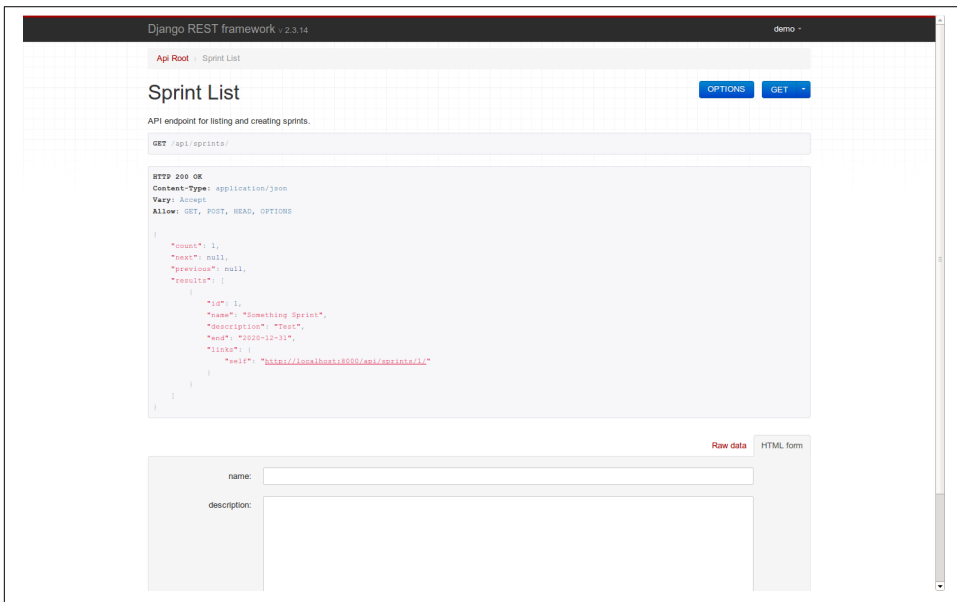 Django REST framework v 2.3.14
demo
Api Root › Sprint List
Sprint List
OPTIONS GET
API endpoint for listing and creating sprints.
GET /api/sprints/
HTTP 200 OK
Content-Type: application/json
Vary: Accept
Allow: GET, POST, HEAD, OPTIONS
{
"count": 1,
"next": null,
"previous": null,
"results": [
{
"id": 1,
"name": "Something Sprint",
"description": "Test",
"end": "2020-12-31",
"links": {
"self": "http://localhost:8000/api/sprints/1/"
}
}
]
}
Raw data HTML form
name:
description: